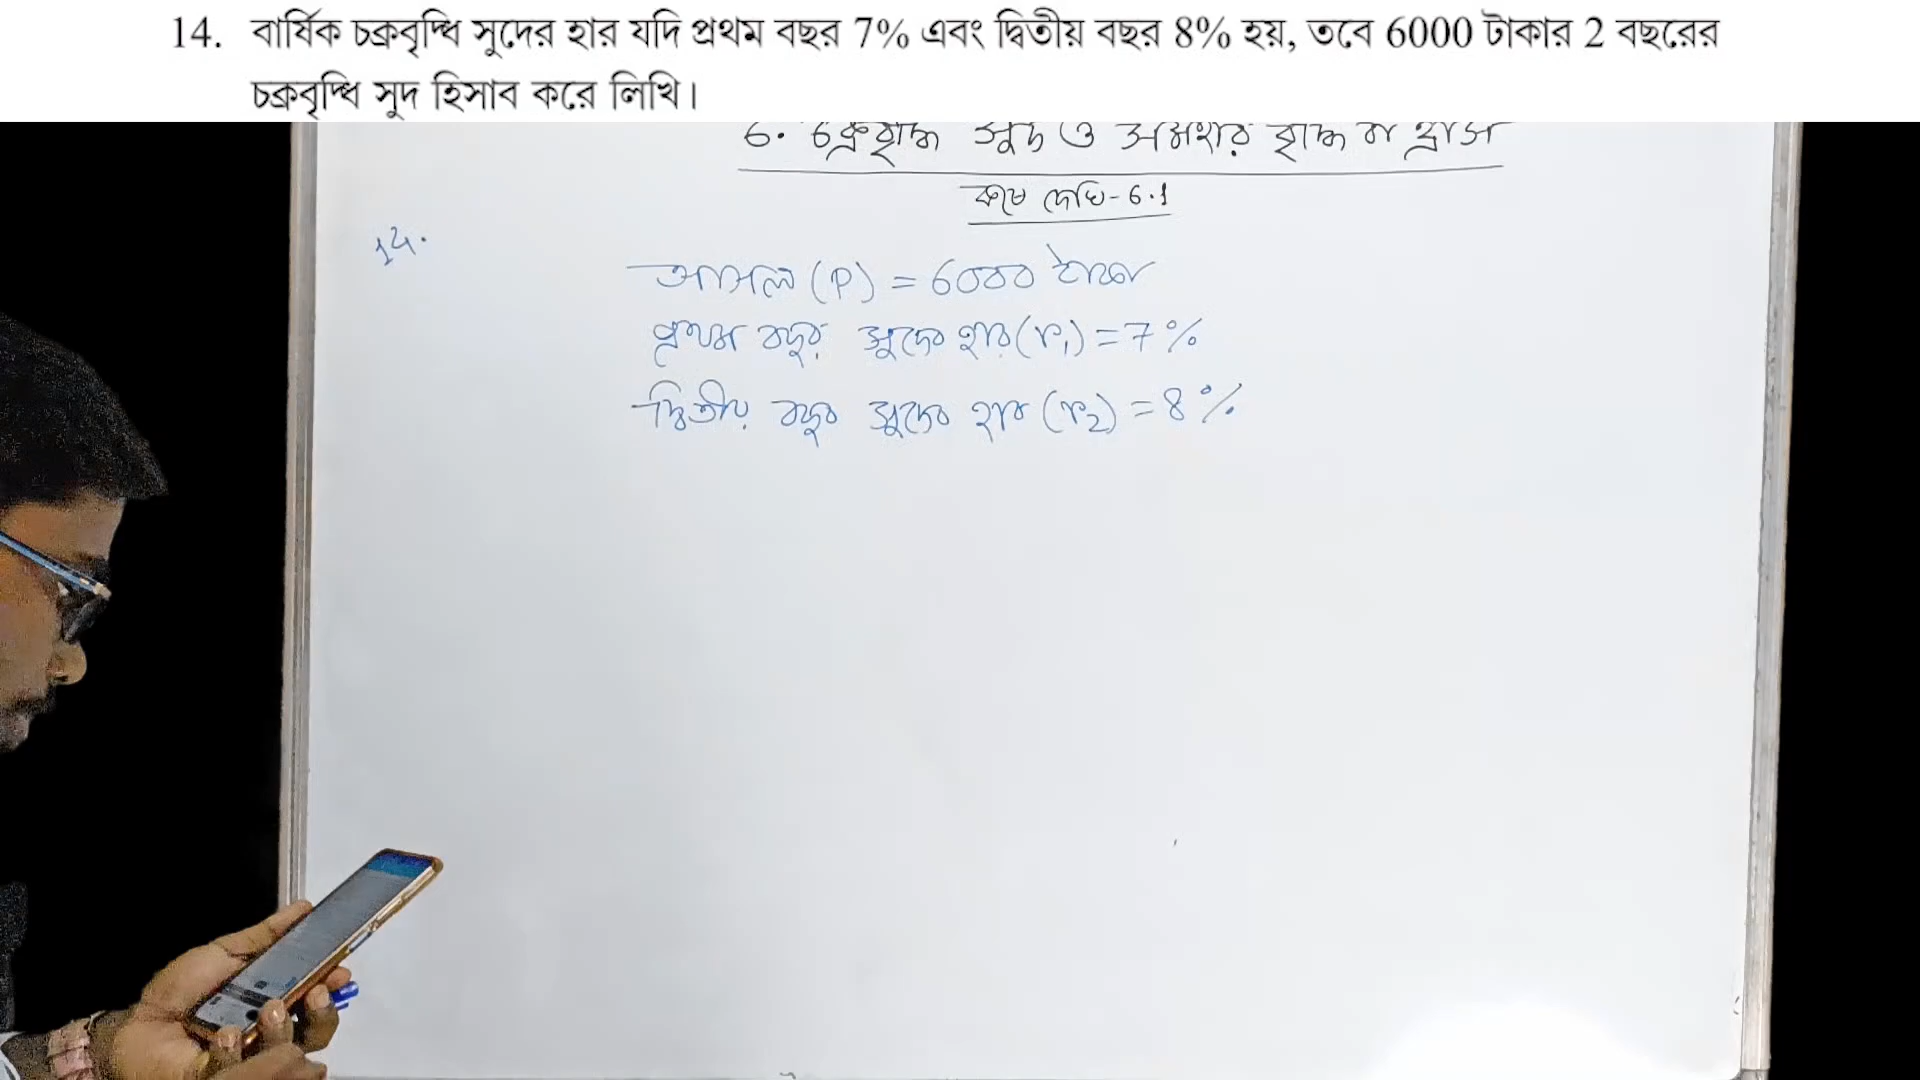 14. বার্ষিক চক্রবৃদ্ধি সুদের হার যদি প্রথম বছর 7% এবং দ্বিতীয় বছর 8% হয়, তবে 6000 টাকার 2 বছরের
চক্রবৃদ্ধি সুদ হিসাব করে লিখি।
6. চক্রবৃদ্ধি সুদ ও সমহার বৃদ্ধি বা হ্রাস
কষে দেখি - 6.1
14.
আসল (P) = 6000 টাকা
প্রথম বছর সুদের হার (r₁) = 7%
দ্বিতীয় বছর সুদের হার (r₂) = 8%